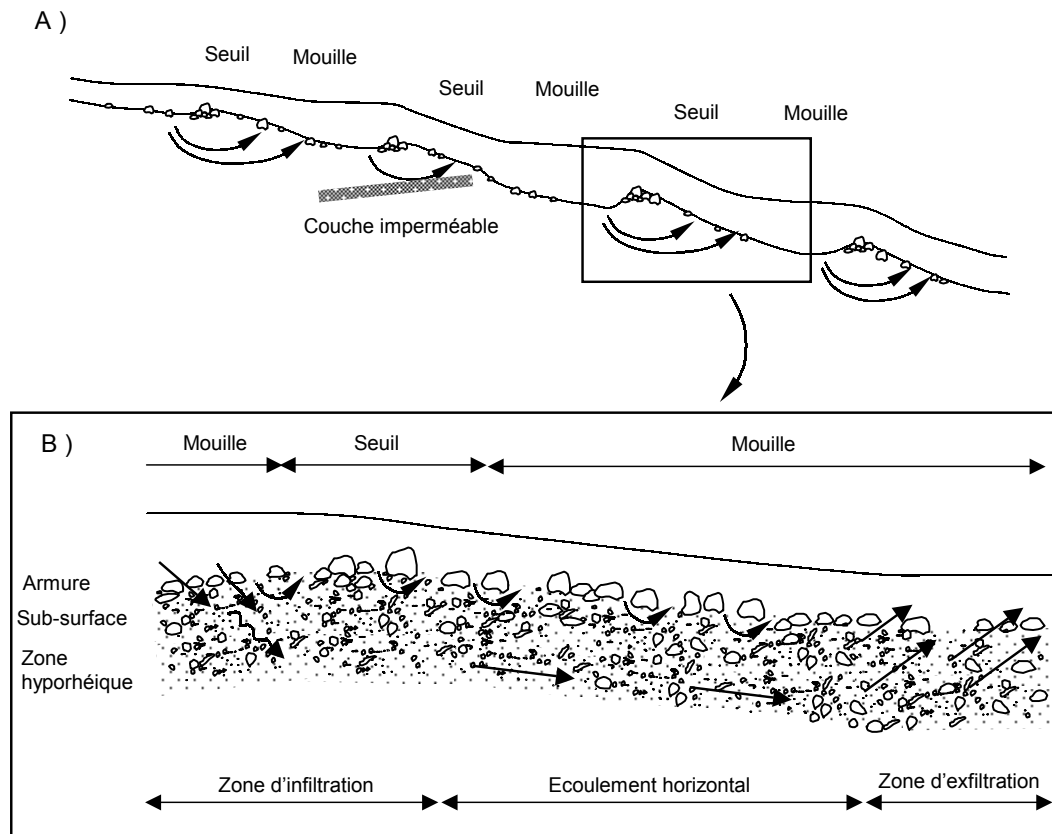 A )
Seuil Mouille
Seuil Mouille
Seuil Mouille
Couche imperméable
B )
Mouille Seuil Mouille
Armure
Sub-surface
Zone
hyporhéique
Zone d'infiltration Ecoulement horizontal Zone d'exfiltration